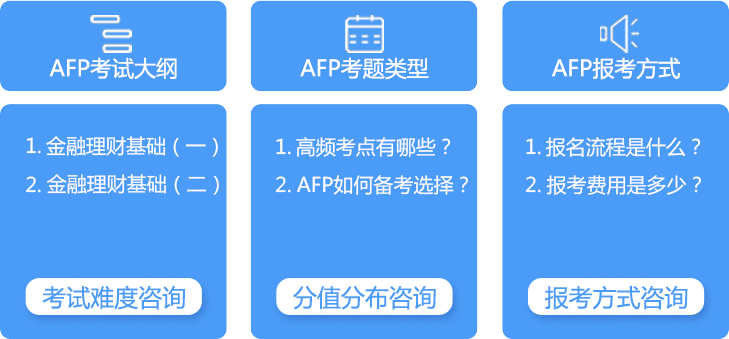 AFP考试大纲
AFP考题类型
AFP报考方式
1. 金融理财基础（一）
2. 金融理财基础（二）
考试难度咨询
1. 高频考点有哪些？
2. AFP如何备考选择？
分值分布咨询
1. 报名流程是什么？
2. 报考费用是多少？
报考方式咨询